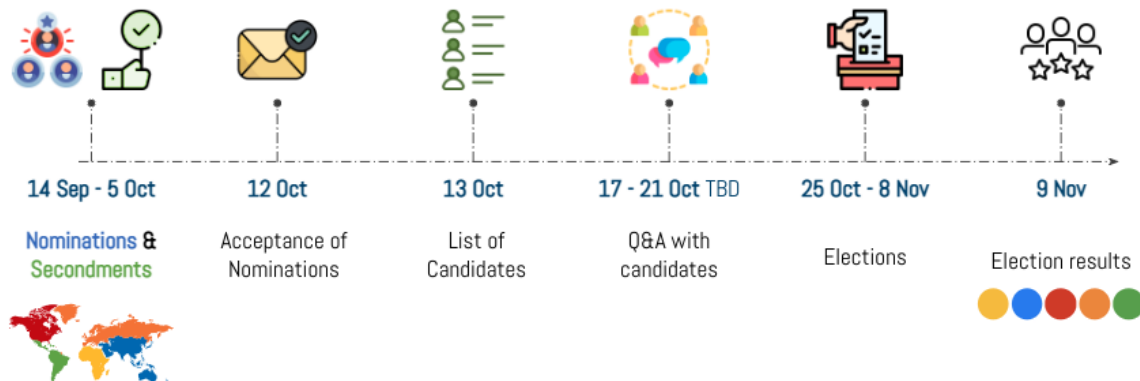 14 Sep - 5 Oct
Nominations &
Secondments
12 Oct
Acceptance of
Nominations
13 Oct
List of
Candidates
17 - 21 Oct TBD
Q&A with
candidates
25 Oct - 8 Nov
Elections
9 Nov
Election results